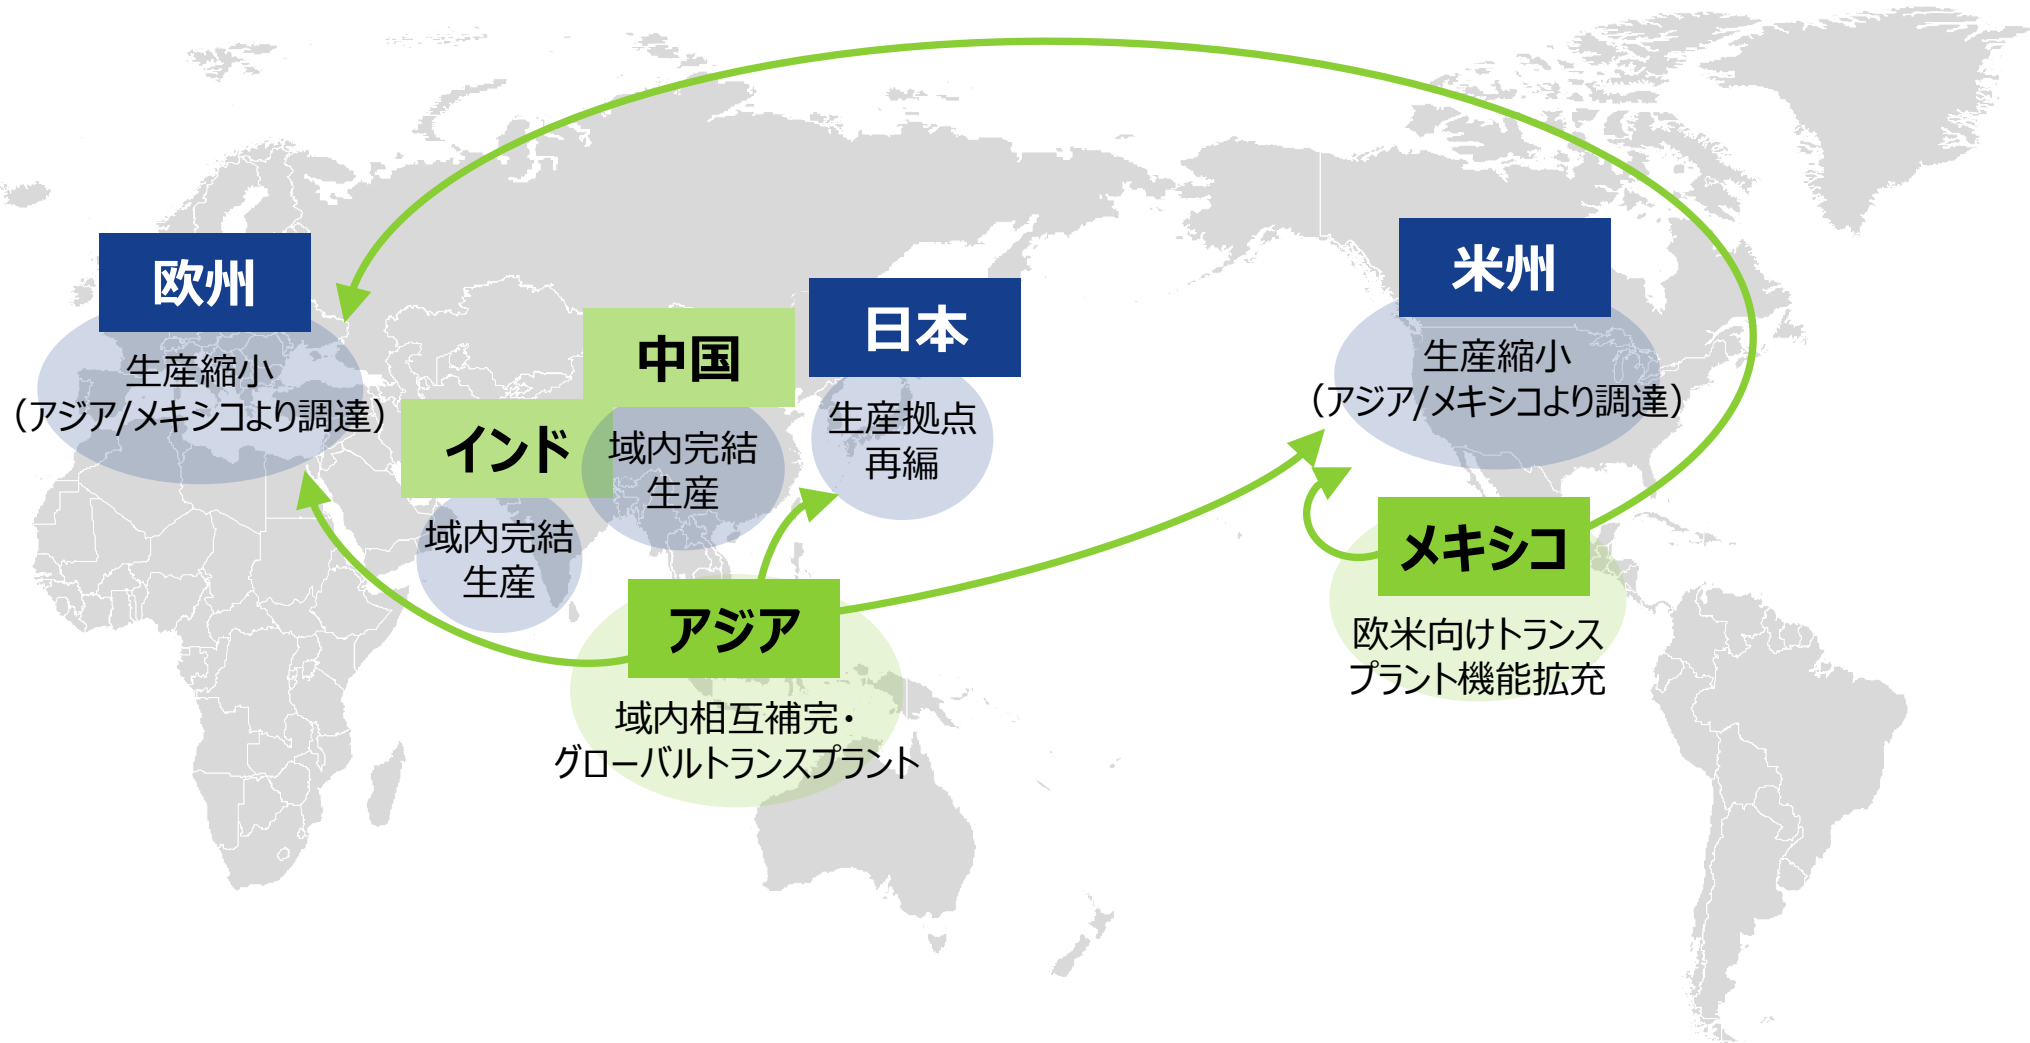 欧州
生産縮小
（アジア/メキシコより調達）
中国
域内完結
生産
インド
域内完結
生産
日本
生産拠点
再編
アジア
域内相互補完・
グローバルトランスプラント
米州
生産縮小
（アジア/メキシコより調達）
メキシコ
欧米向けトランス
プラント機能拡充